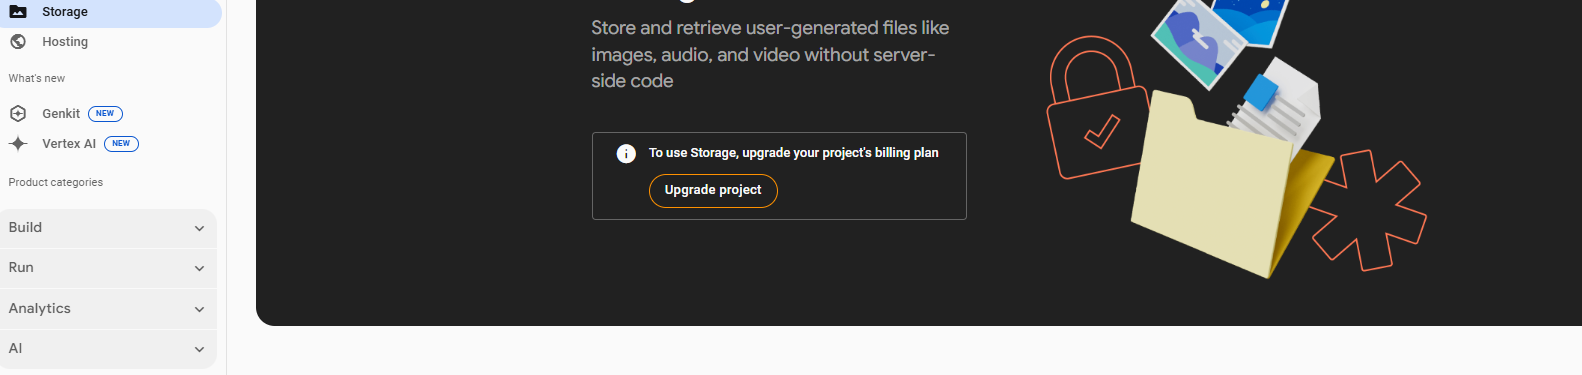 Storage
Hosting
What's new
Genkit NEW
Vertex AI NEW
Product categories
Build
Run
Analytics
AI
Store and retrieve user-generated files like
images, audio, and video without server-
side code
To use Storage, upgrade your project's billing plan
Upgrade project